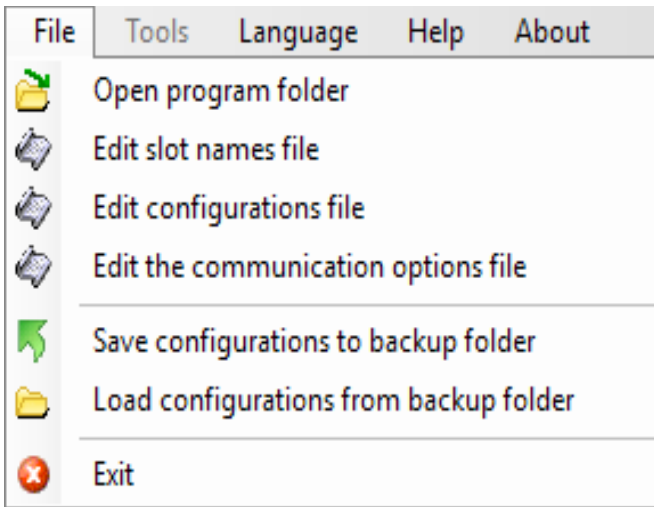 File Tools Language Help About
Open program folder
Edit slot names file
Edit configurations file
Edit the communication options file
Save configurations to backup folder
Load configurations from backup folder
Exit